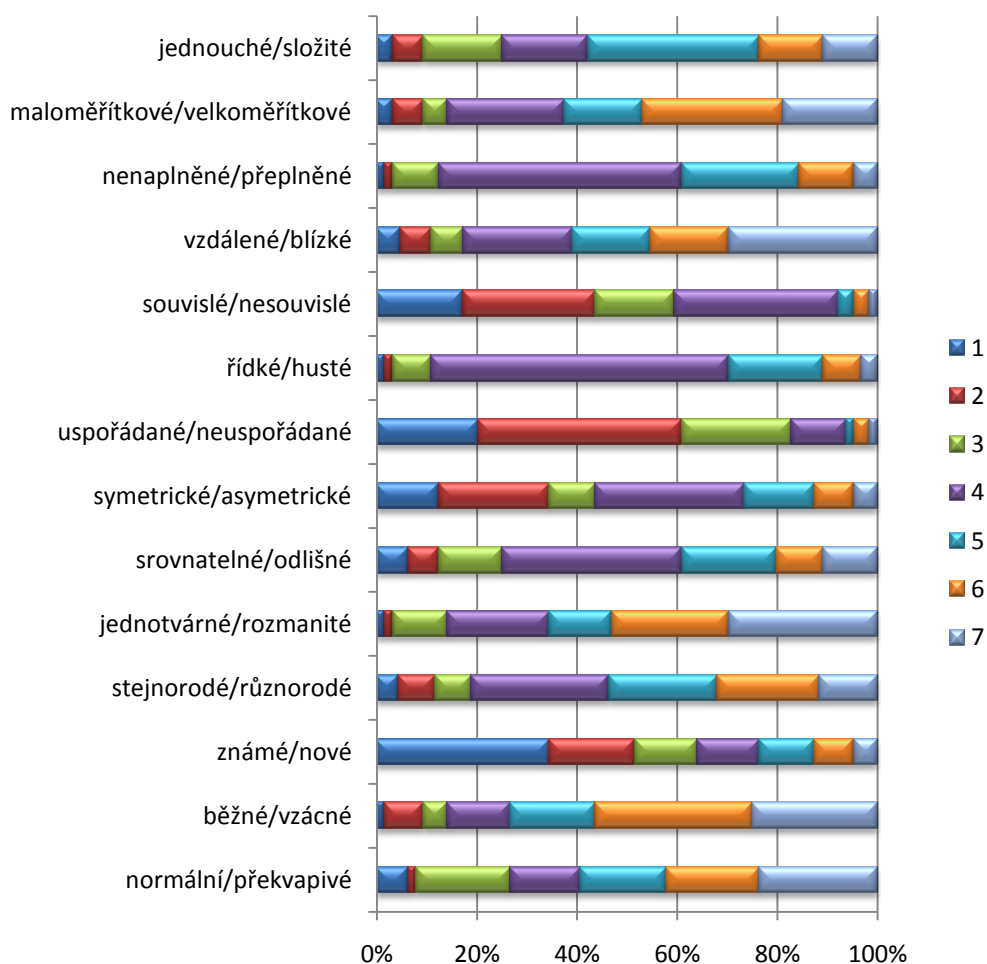 jednouché/složité
maloměřítkové/velkoměřítkové
nenaplněné/přeplněné
vzdálené/blízké
souvislé/nesouvislé
řídké/husté
uspořádané/neuspořádané
symetrické/asymetrické
srovnatelné/odlišné
jednotvárné/rozmanité
stejnorodé/různorodé
známé/nové
běžné/vzácné
normální/překvapivé
0% 20% 40% 60% 80% 100%
1
2
3
4
5
6
7